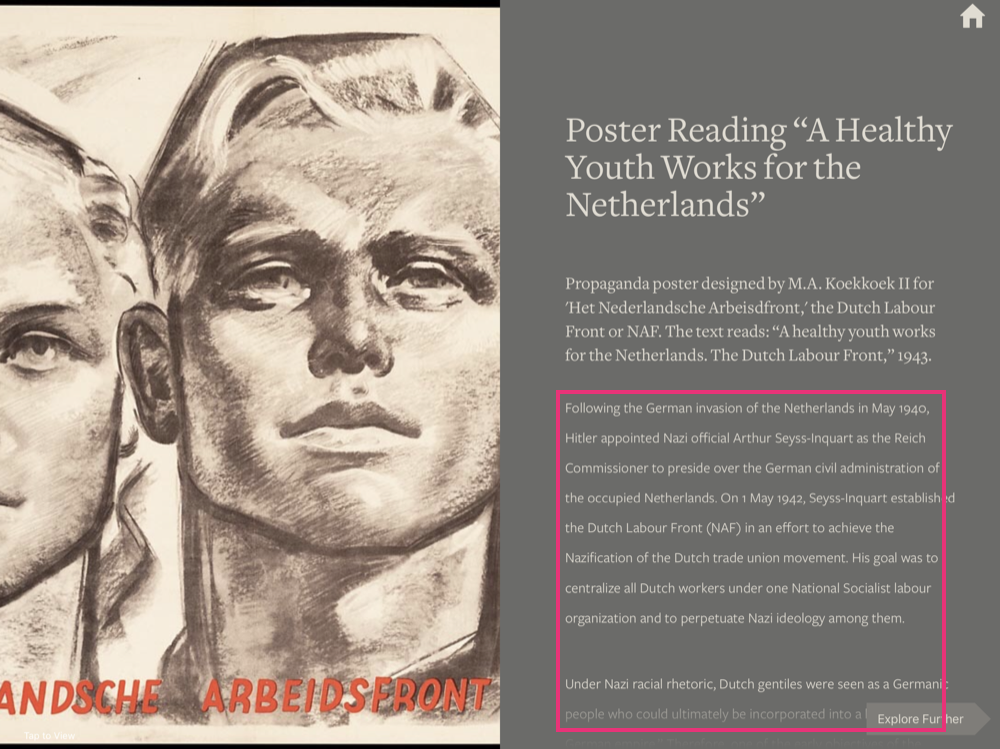 Poster Reading “A Healthy
Youth Works for the
Netherlands”
Propaganda poster designed by M.A. Koekkoek II for
'Het Nederlandsche Arbeisdfront,' the Dutch Labour
Front or NAF. The text reads: “A healthy youth works
for the Netherlands. The Dutch Labour Front,” 1943.
Following the German invasion of the Netherlands in May 1940,
Hitler appointed Nazi official Arthur Seyss-Inquart as the Reich
Commissioner to preside over the German civil administration of
the occupied Netherlands. On 1 May 1942, Seyss-Inquart established
the Dutch Labour Front (NAF) in an effort to achieve the
Nazification of the Dutch trade union movement. His goal was to
centralize all Dutch workers under one National Socialist labour
organization and to perpetuate Nazi ideology among them.
Under Nazi racial rhetoric, Dutch gentiles were seen as a Germanic
people who could ultimately be incorporated into a
Explore Further
ANDSCHE ARBEIDSFRONT
Tap to View